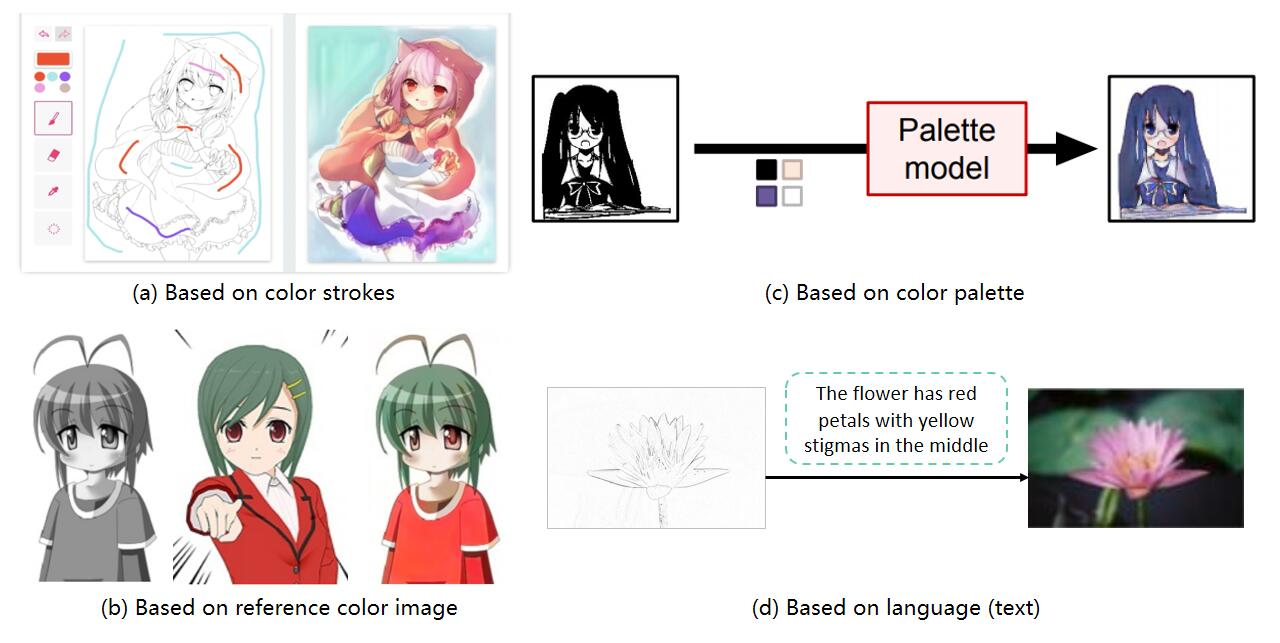 (a) Based on color strokes
Palette
model
(c) Based on color palette
(b) Based on reference color image
The flower has red
petals with yellow
stigmas in the middle
(d) Based on language (text)